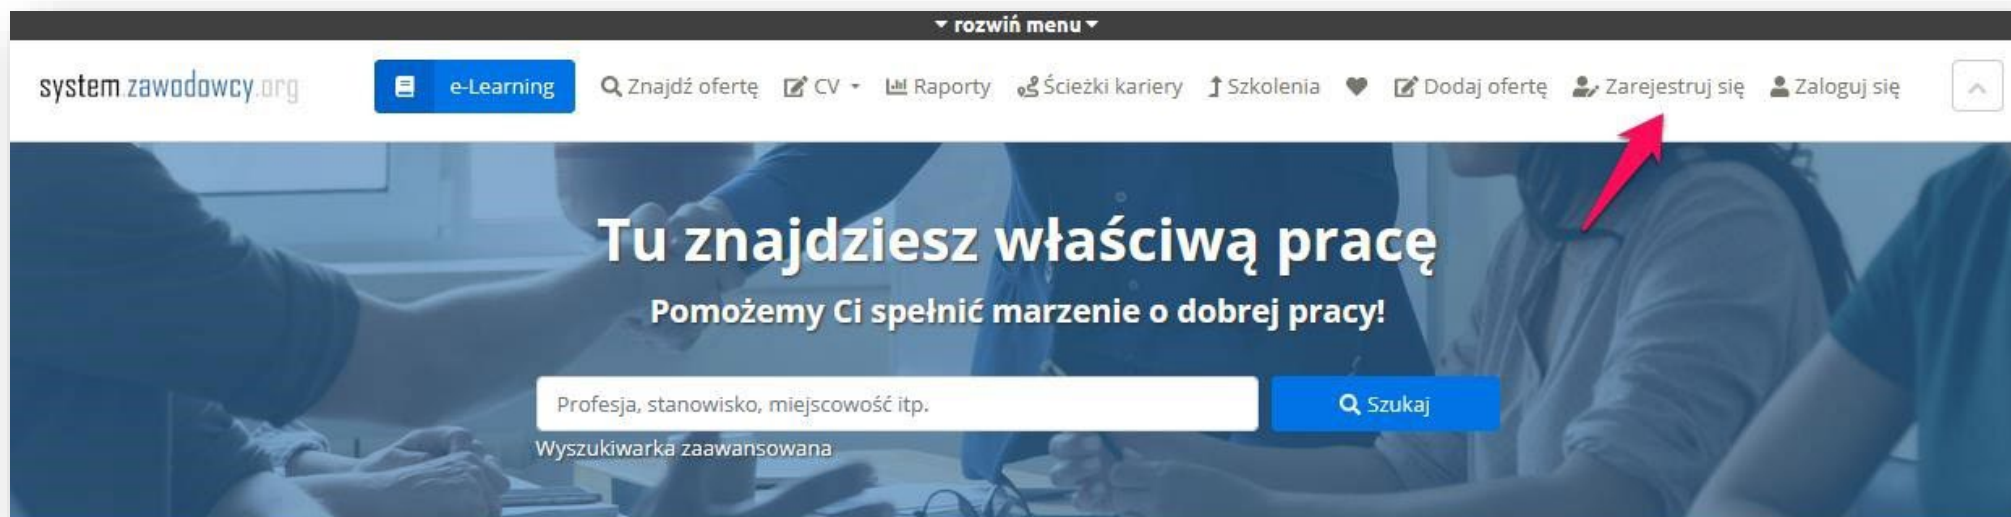 rozwiń menu
system.zawodowcy.org
e-Learning
Znajdź ofertę
CV
Raporty
Ścieżki kariery
Szkolenia
Dodaj ofertę
Zarejestruj się
Zaloguj się
Tu znajdziesz właściwą pracę
Pomożemy Ci spełnić marzenie o dobrej pracy!
Profesja, stanowisko, miejscowość itp.
Szukaj
Wyszukiwarka zaawansowana